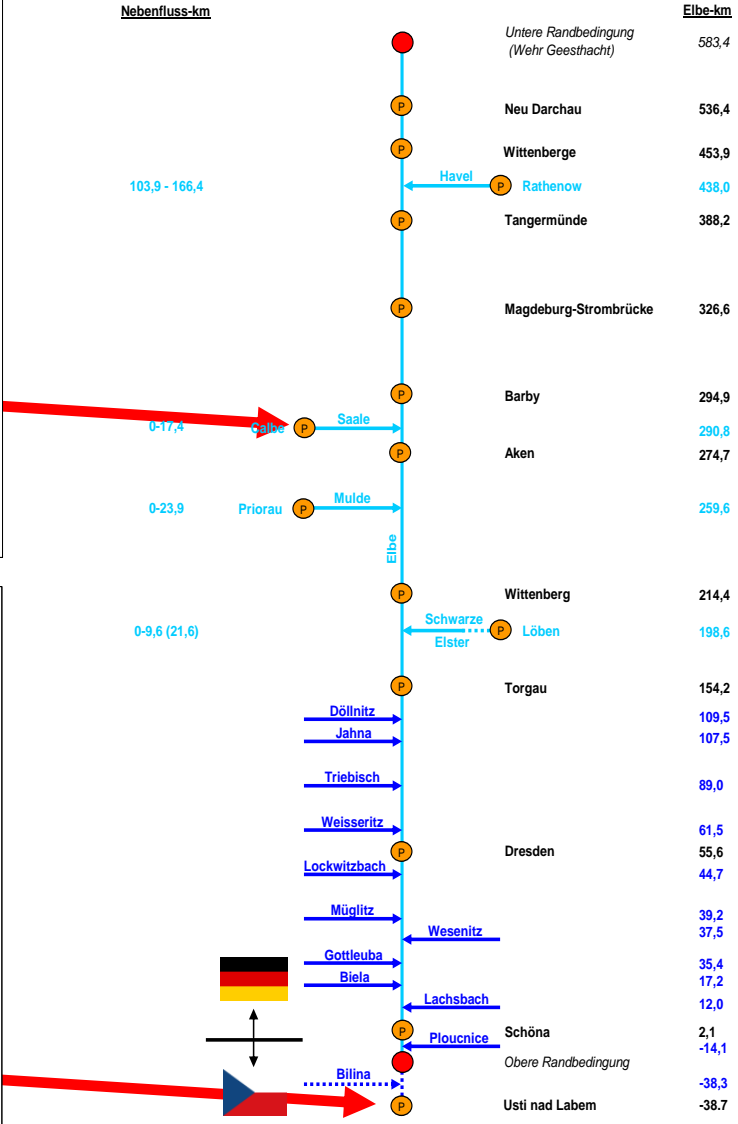 Nebenfluss-km Elbe-km
Untere Randbedingung
(Wehr Geesthacht) 583,4
P Neu Darchau 536,4
P Wittenberge 453,9
103,9 - 166,4 Havel P Rathenow 438,0
P Tangermünde 388,2
P Magdeburg-Strombrücke 326,6
P Barby 294,9
0-17,4 Calbe P Saale 290,8
P Aken 274,7
0-23,9 Priorau P Mulde 259,6
Elbe
P Wittenberg 214,4
0-9,6 (21,6) Schwarze Elster P Löben 198,6
P Torgau 154,2
Döllnitz 109,5
Jahna 107,5
Triebisch 89,0
Weisseritz 61,5
P Dresden 55,6
Lockwitzbach 44,7
Müglitz 39,2
Wesenitz 37,5
Gottleuba 35,4
Biela 17,2
Lachsbach 12,0
P Schöna 2,1
Ploucnice -14,1
Obere Randbedingung
Bilina -38,3
P Usti nad Labem -38.7